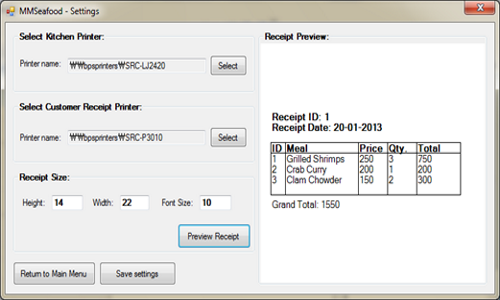 MMSeafood - Settings
Select Kitchen Printer:
Printer name: ₩₩bpsprinters₩SRC-LJ2420
Select
Select Customer Receipt Printer:
Printer name: ₩₩bpsprinters₩SRC-P3010
Select
Receipt Size:
Height: 14 Width: 22 Font Size: 10
Preview Receipt
Return to Main Menu Save settings
Receipt Preview:
Receipt ID: 1
Receipt Date: 20-01-2013
ID Meal Price Qty. Total
1 Grilled Shrimps 250 3 750
2 Crab Curry 200 1 200
3 Clam Chowder 150 2 300
Grand Total: 1550